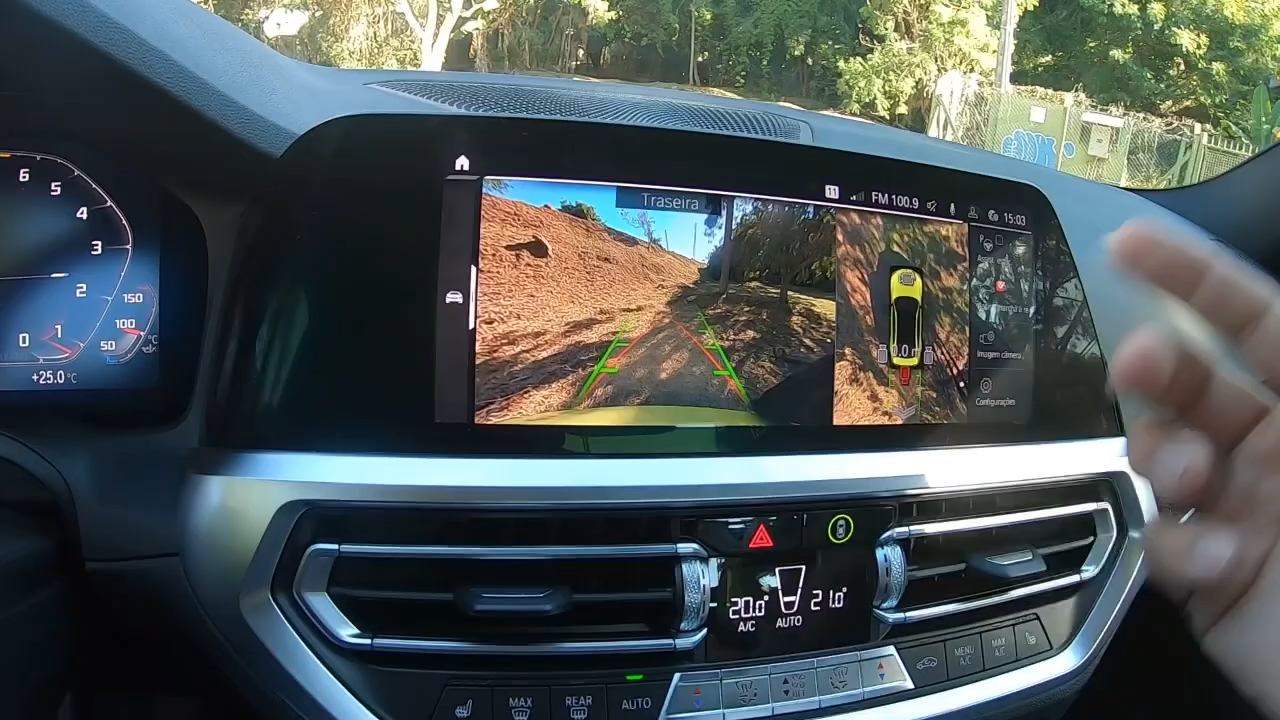 6
5
4
3
2
1
0
150
100
50
°C
+25.0°C
Traseira
11
FM 100.9
15:03
0.0 m
Imagem câmera
Configurações
20.0°
A/C
AUTO
21.0°
MAX
REAR
AUTO
MENU
A/C
MAX
A/C